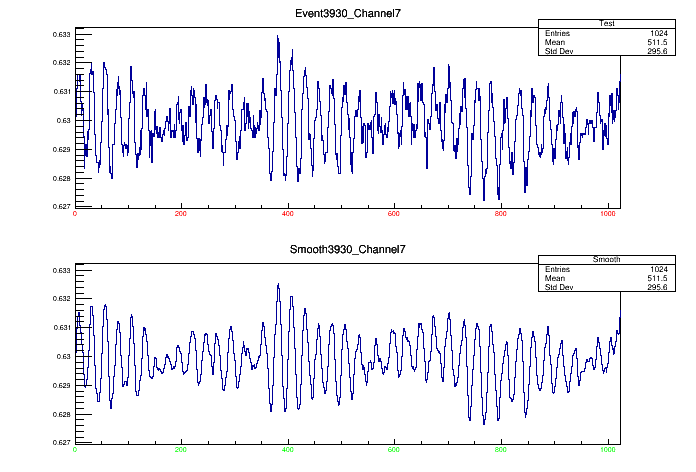 Event3930_Channel7
Test
Entries 1024
Mean 511.5
Std Dev 295.6
0.633
0.632
0.631
0.63
0.629
0.628
0.627
0 200 400 600 800 1000
Smooth3930_Channel7
Smooth
Entries 1024
Mean 511.5
Std Dev 295.6
0.633
0.632
0.631
0.63
0.629
0.628
0.627
0 200 400 600 800 1000